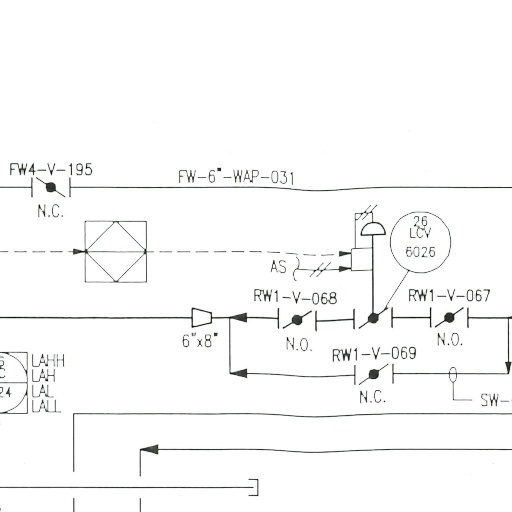 FW4-V-195
FW-6"-WAP-031
N.C.
26
LCV
6026
AS
RW1-V-068
RW1-V-067
6"x8"
N.O.
N.O.
RW1-V-069
LAHH
LAH
LAL
LALL
24
N.C.
SW-